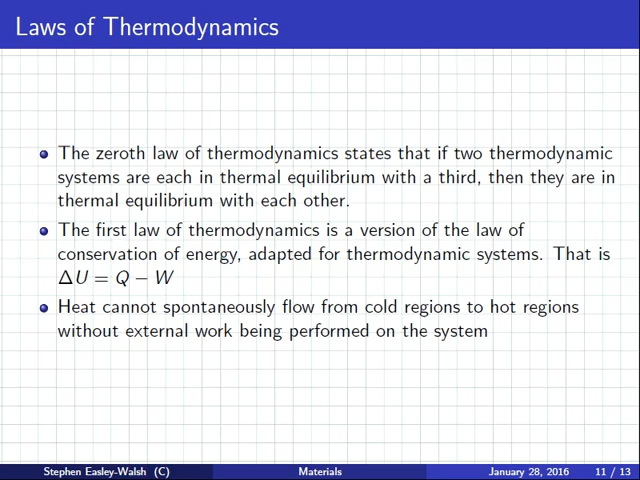 Laws of Thermodynamics
The zeroth law of thermodynamics states that if two thermodynamic
systems are each in thermal equilibrium with a third, then they are in
thermal equilibrium with each other.
The first law of thermodynamics is a version of the law of
conservation of energy, adapted for thermodynamic systems. That is
ΔU = Q − W
Heat cannot spontaneously flow from cold regions to hot regions
without external work being performed on the system
Stephen Easley-Walsh (C) Materials January 28, 2016 11 / 13